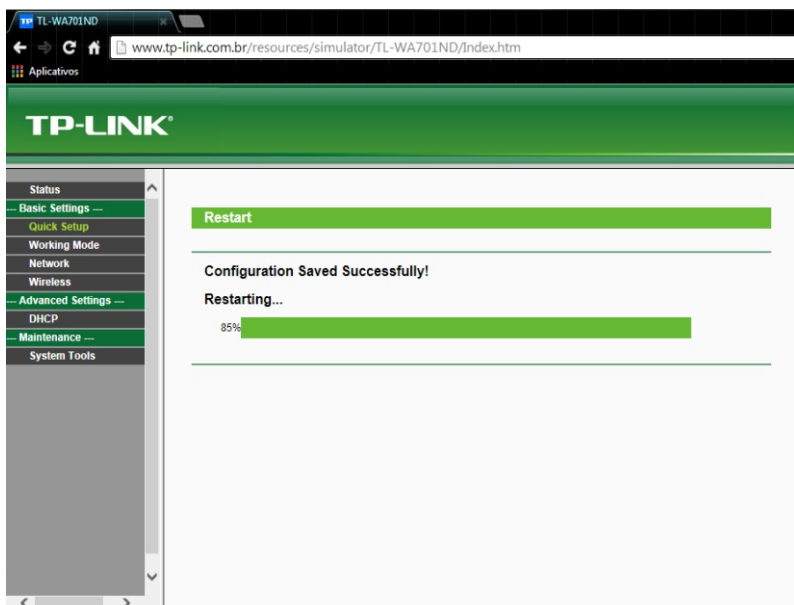 TP TL-WA701ND
www.tp-link.com.br/resources/simulator/TL-WA701ND/Index.htm
Aplicativos
TP-LINK®
Status
--- Basic Settings ---
Quick Setup
Working Mode
Network
Wireless
--- Advanced Settings ---
DHCP
--- Maintenance ---
System Tools
Restart
Configuration Saved Successfully!
Restarting...
85%